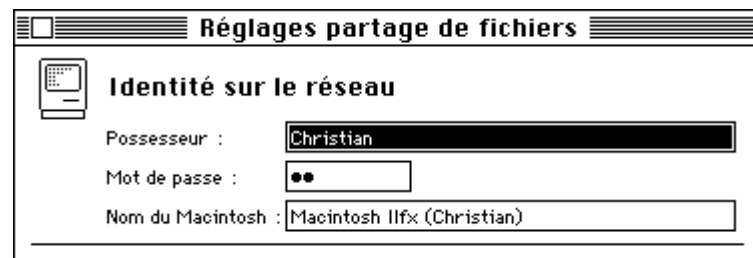 Réglages partage de fichiers
Identité sur le réseau
Possesseur : Christian
Mot de passe : ●●
Nom du Macintosh : Macintosh IIfx (Christian)